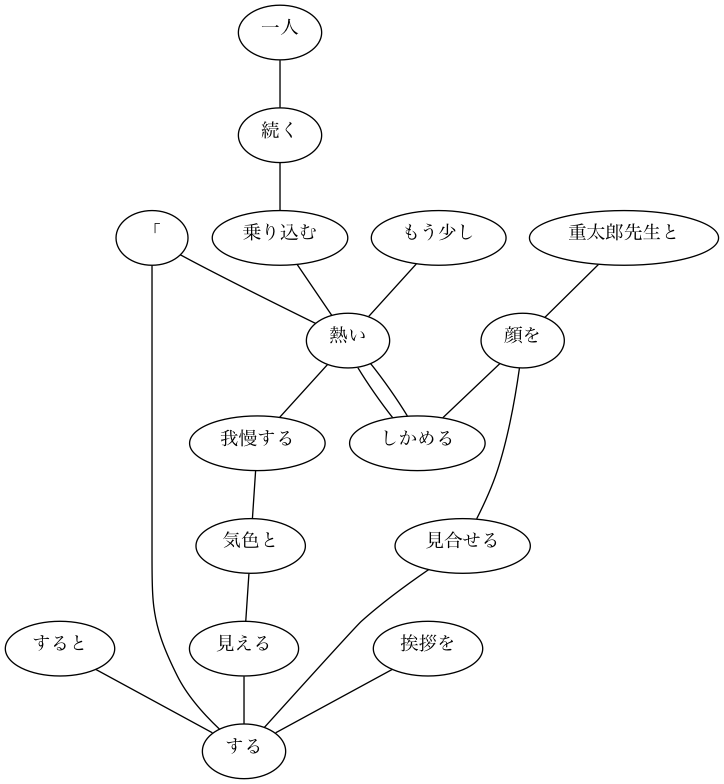 一人
続く
「
乗り込む
もう少し
重太郎先生と
熱い
顔を
我慢する
しかめる
気色と
見合せる
すると
見える
挨拶を
する